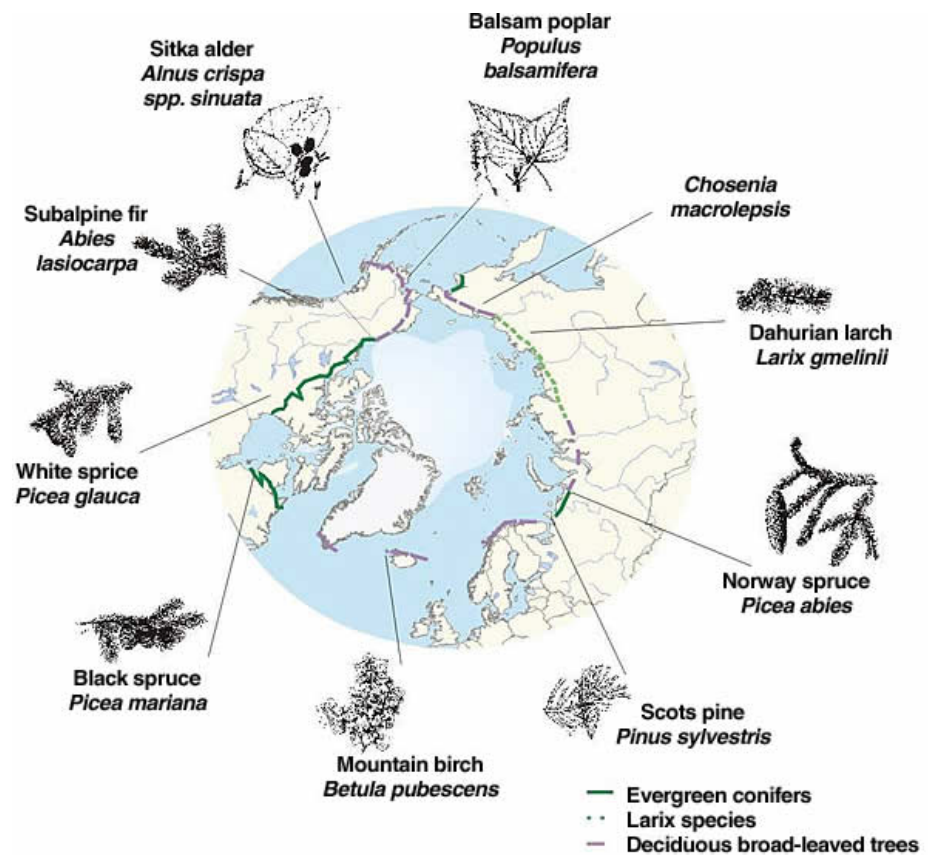 Balsam poplar
Populus
balsamifera
Sitka alder
Alnus crispa
spp. sinuata
Chosenia
macrolepsis
Subalpine fir
Abies
lasiocarpa
Dahurian larch
Larix gmelinii
White sprice
Picea glauca
Norway spruce
Picea abies
Black spruce
Picea mariana
Scots pine
Pinus sylvestris
Mountain birch
Betula pubescens
Evergreen conifers
Larix species
Deciduous broad-leaved trees